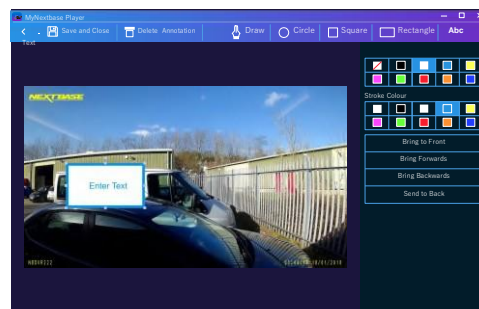 MyNextbase Player
Save and Close Delete Annotation Draw Circle Square Rectangle Abc
Text
NEXTBASE
Stroke Colour
Bring to Front
Bring Forwards
Enter Text
Bring Backwards
Send to Back